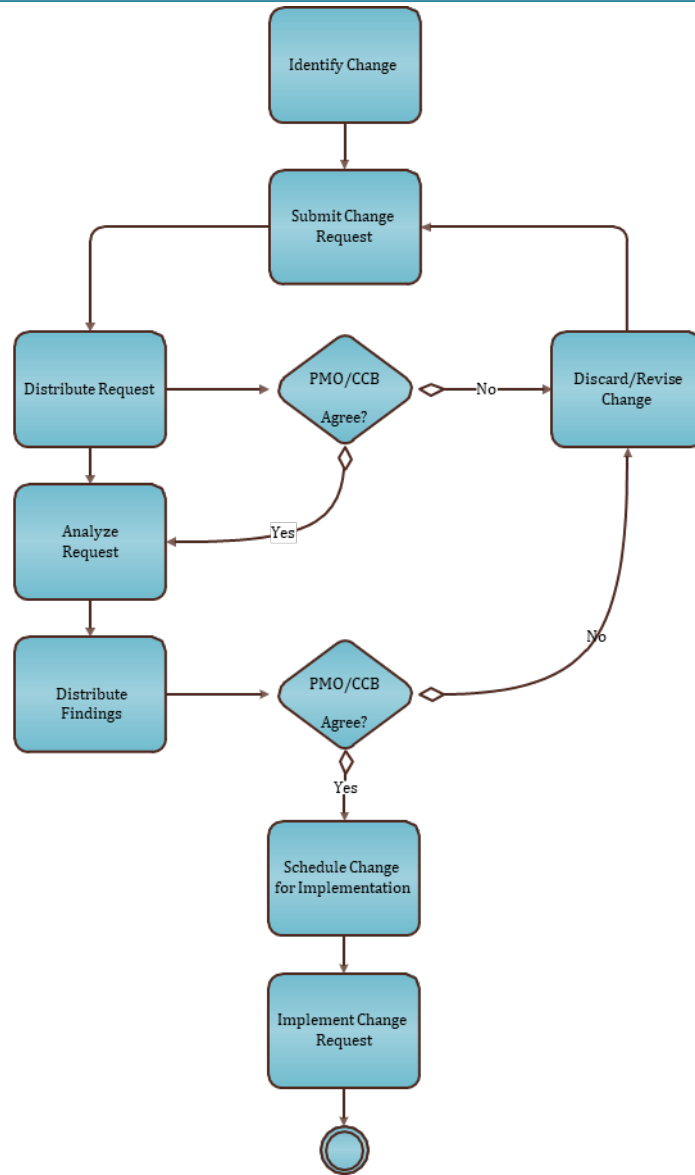 Identify Change
Submit Change
Request
Distribute Request
PMO/CCB
Agree?
No
Discard/Revise
Change
Yes
Analyze
Request
Distribute
Findings
PMO/CCB
Agree?
No
Yes
Schedule Change
for Implementation
Implement Change
Request